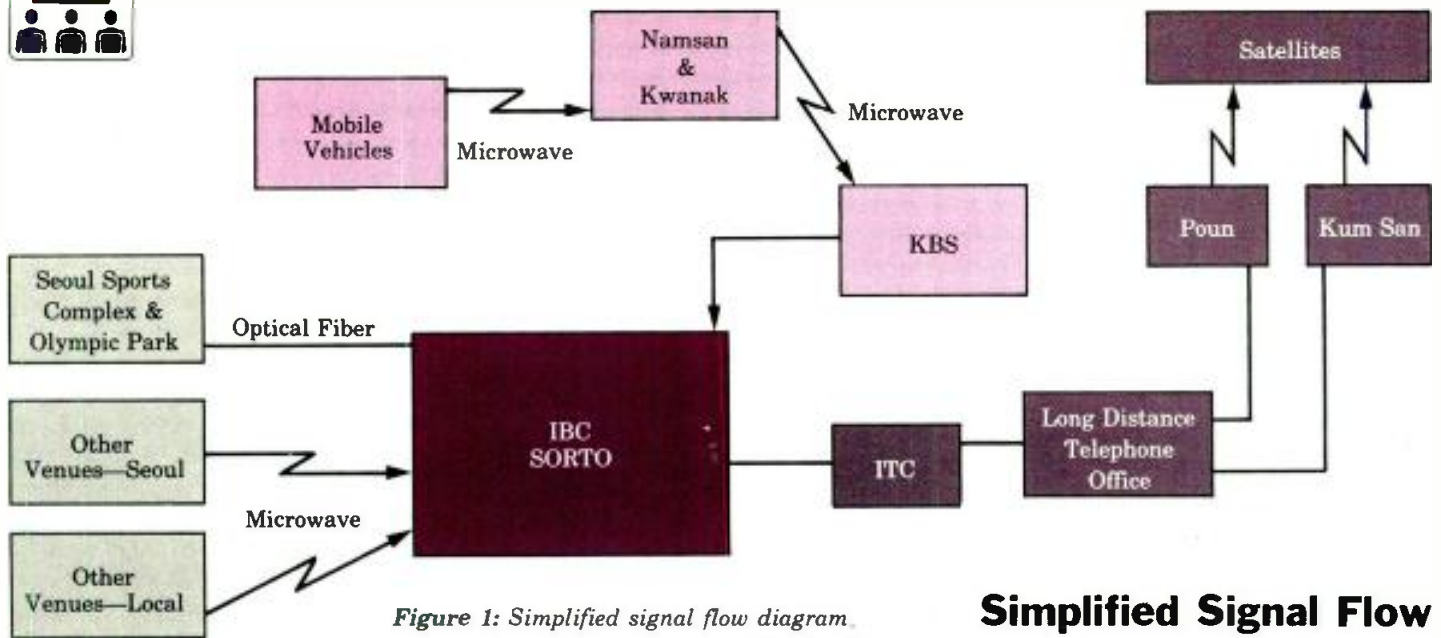 Namsan
&
Kwanak
Satellites
Mobile
Vehicles
Microwave
Microwave
KBS
Poun
Kum San
Seoul Sports
Complex &
Olympic Park
Optical Fiber
IBC
SORTO
Other
Venues—Seoul
ITC
Long Distance
Telephone
Office
Microwave
Other
Venues—Local
Figure 1: Simplified signal flow diagram
Simplified Signal Flow